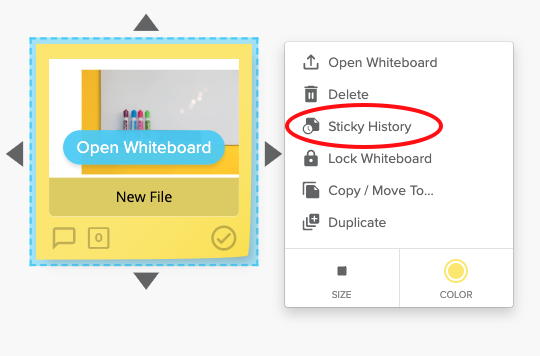 Open Whiteboard
New File
0
Open Whiteboard
Delete
Sticky History
Lock Whiteboard
Copy / Move To...
Duplicate
SIZE
COLOR